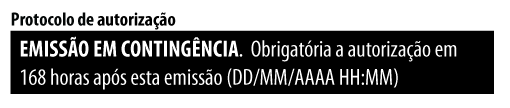 Protocolo de autorização
EMISSÃO EM CONTINGÊNCIA. Obrigatória a autorização em
168 horas após esta emissão (DD/MM/AAAA HH:MM)